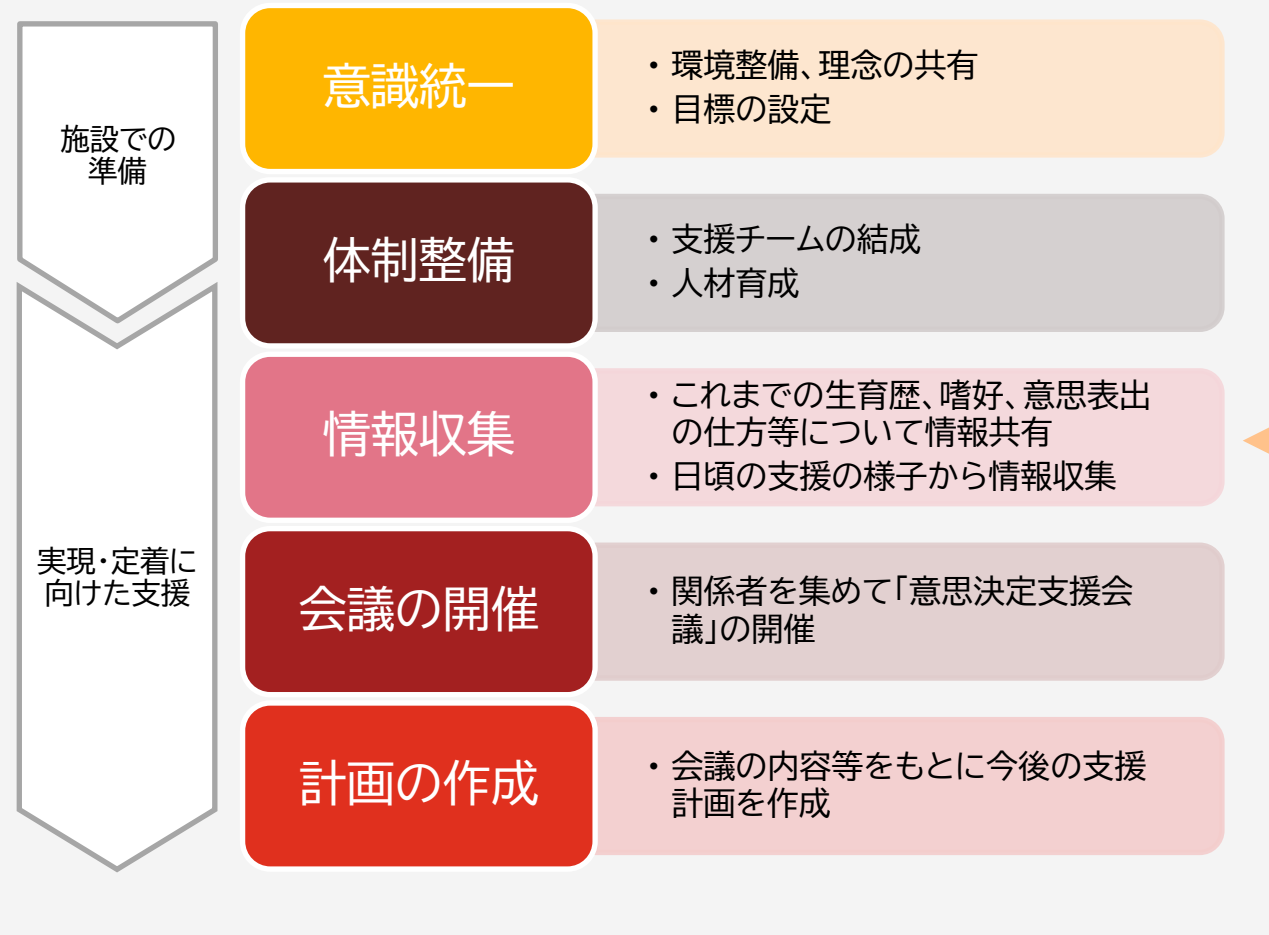 施設での
準備
意識統一
・環境整備、理念の共有
・目標の設定
体制整備
・支援チームの結成
・人材育成
実現・定着に
向けた支援
情報収集
・これまでの生育歴、嗜好、意思表出
の仕方等について情報共有
・日頃の支援の様子から情報収集
会議の開催
・関係者を集めて「意思決定支援会
議」の開催
計画の作成
・会議の内容等をもとに今後の支援
計画を作成